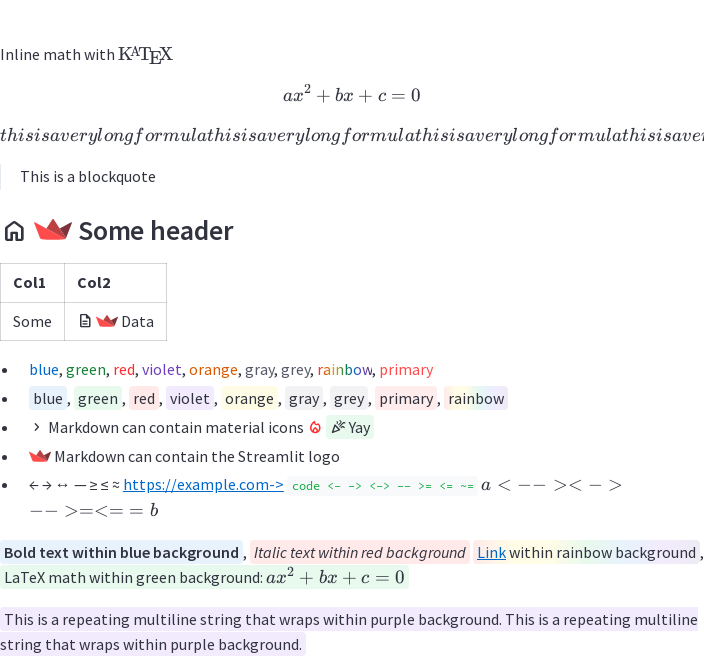 Inline math with KATEX
ax² + bx + c = 0
thisisaverylongformulathisisaverylongformulathisisaverylongformulathisisaver
This is a blockquote
Some header
Col1 Col2
Some Data
blue, green, red, violet, orange, gray, grey, rainbow, primary
blue, green, red, violet, orange, gray, grey, primary, rainbow
Markdown can contain material icons Yay
Markdown can contain the Streamlit logo
← → ↔ — ≥ ≤ ≈ https://example.com-> code <- -> <-> -- >= <= ~= a < −− >< − >
−− >=<= = b
Bold text within blue background, Italic text within red background Link within rainbow background,
LaTeX math within green background: ax² + bx + c = 0
This is a repeating multiline string that wraps within purple background. This is a repeating multiline
string that wraps within purple background.